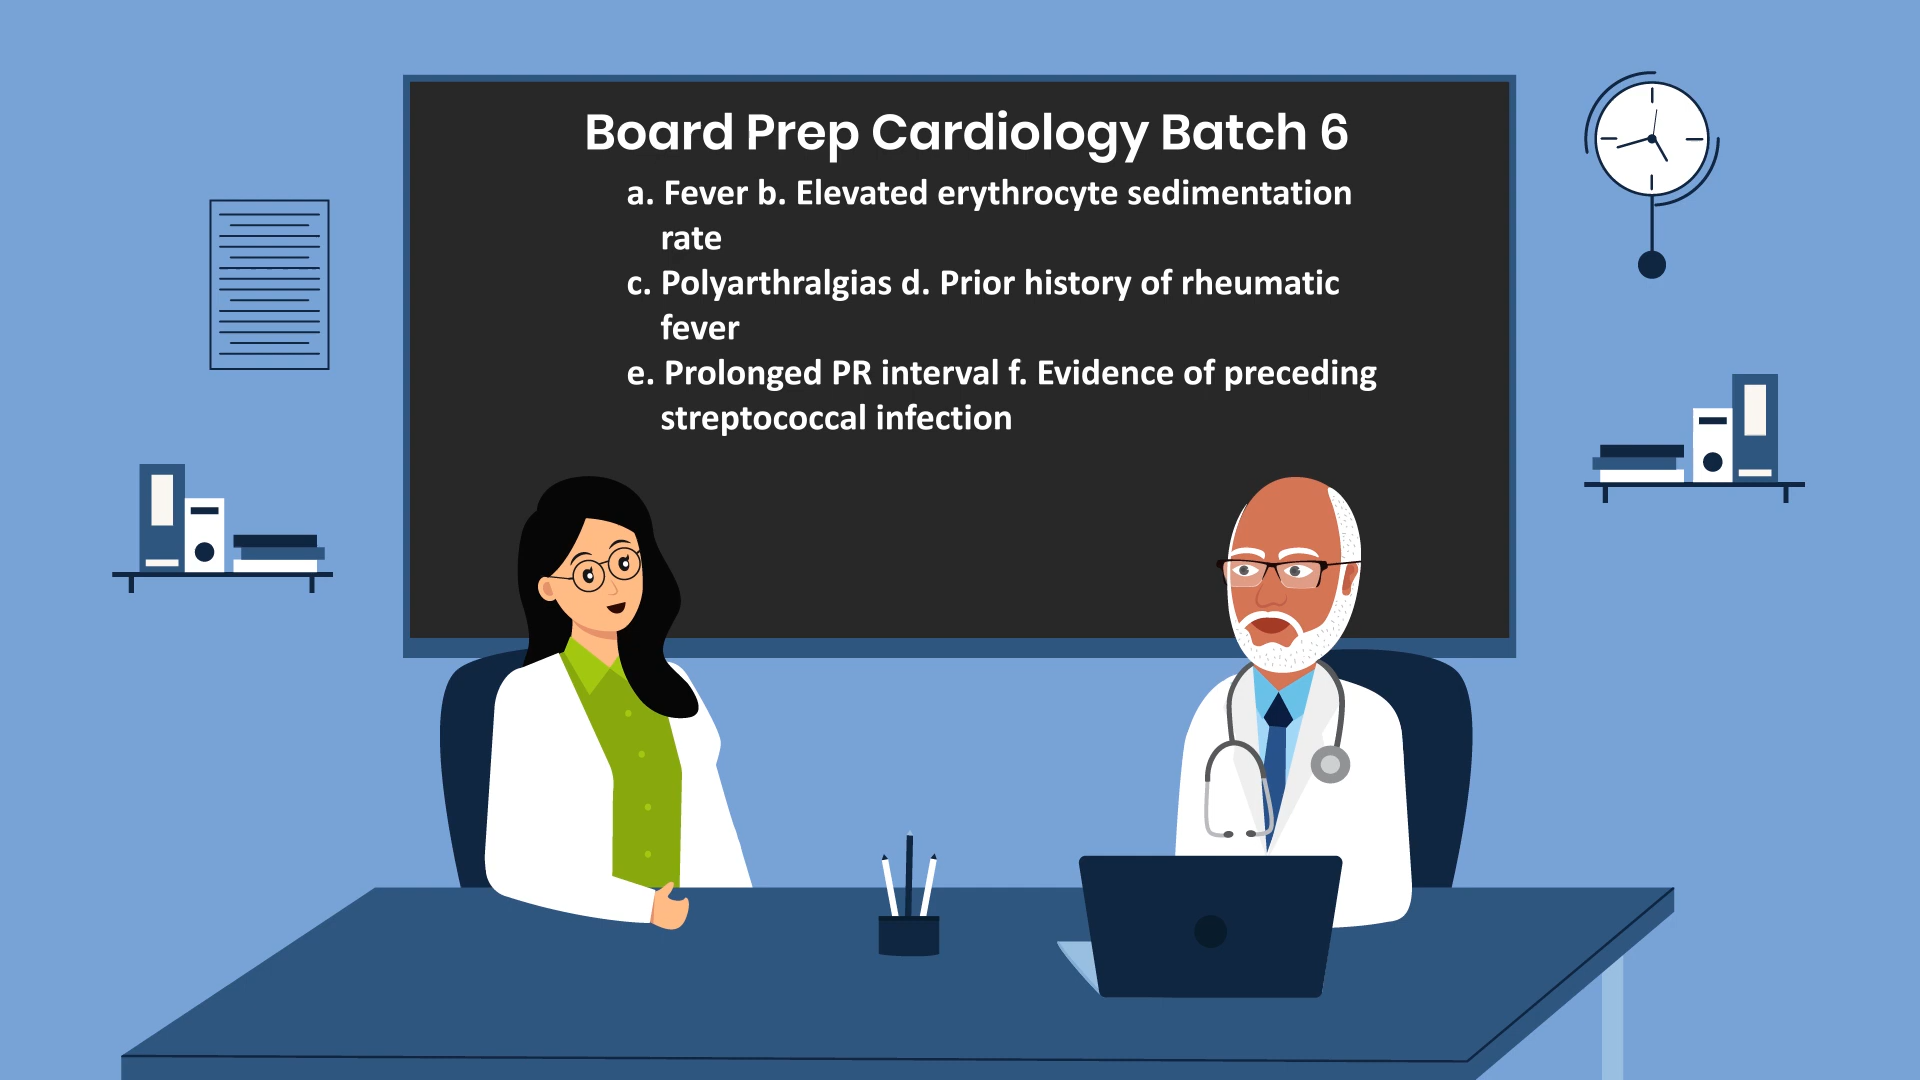 Board Prep Cardiology Batch 6
a. Fever b. Elevated erythrocyte sedimentation
rate
c. Polyarthralgias d. Prior history of rheumatic
fever
e. Prolonged PR interval f. Evidence of preceding
streptococcal infection